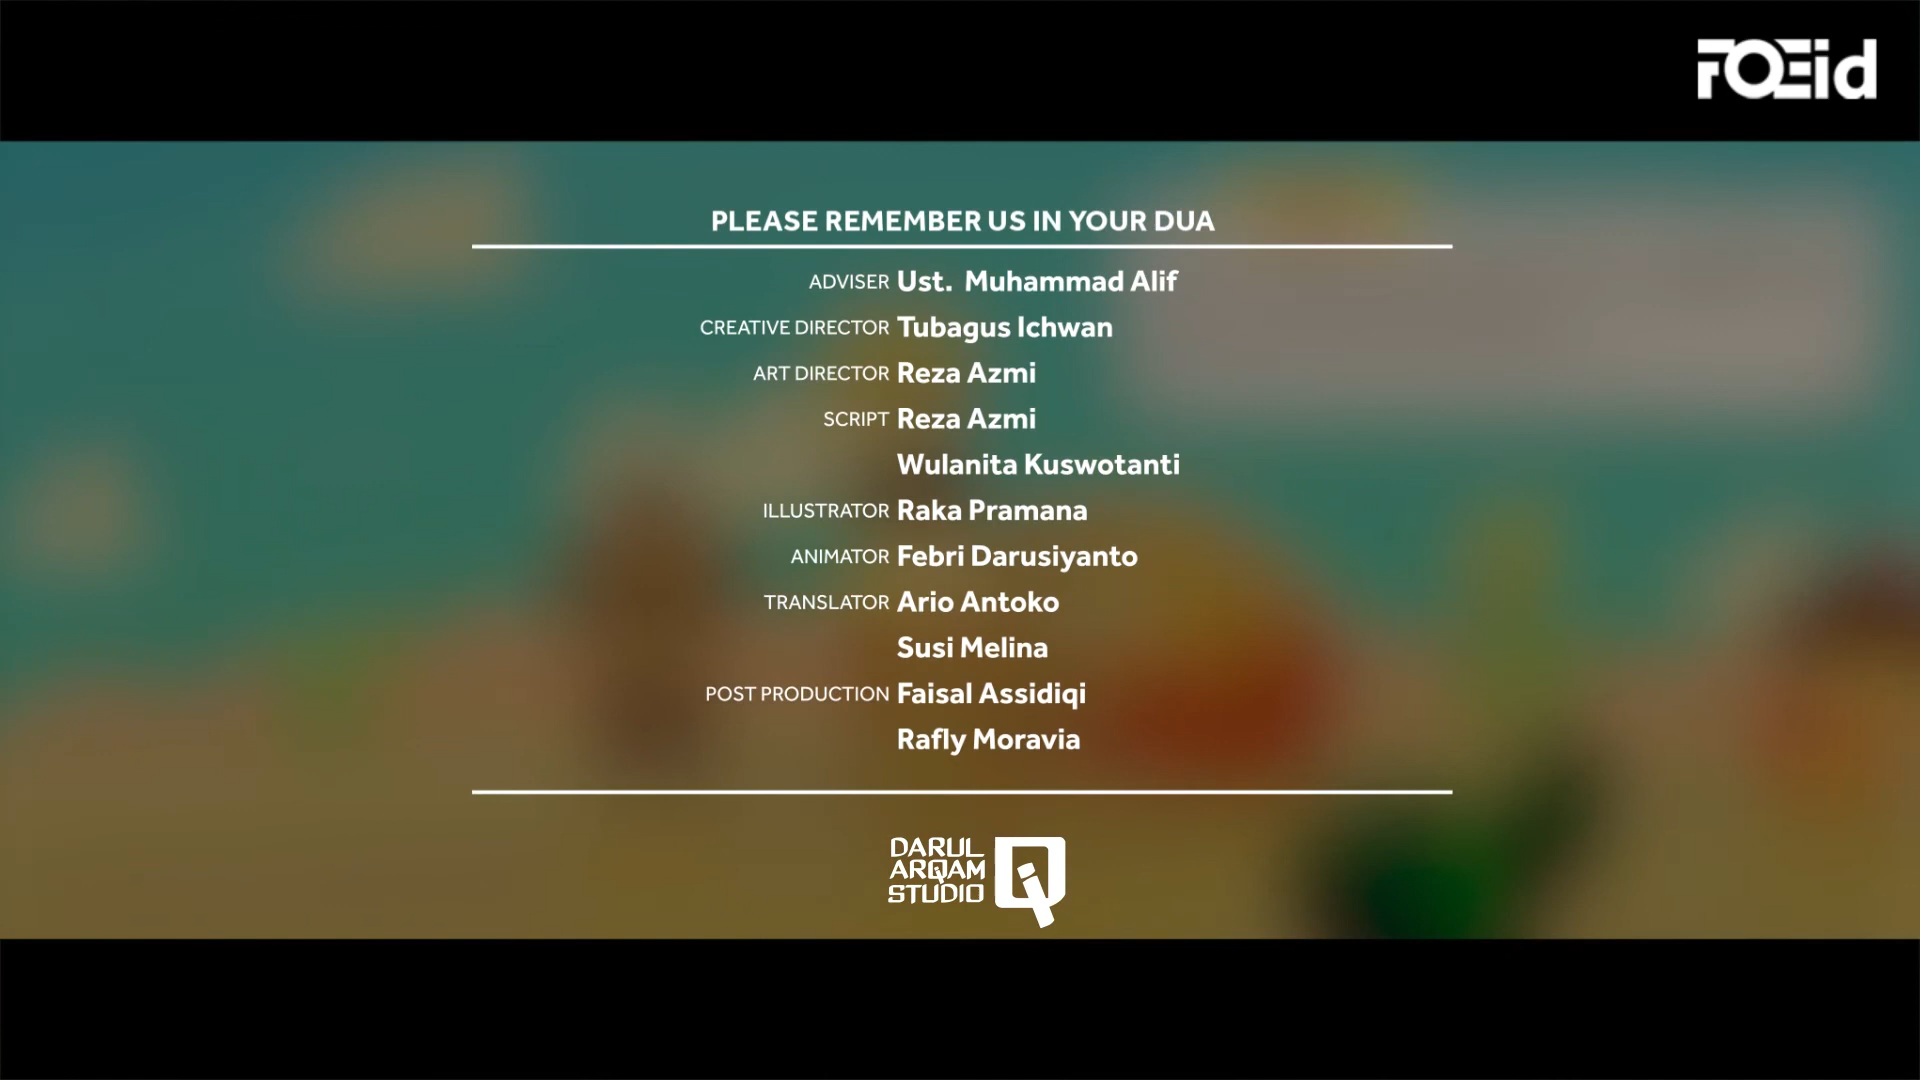 FOEid
PLEASE REMEMBER US IN YOUR DUA
ADVISER Ust. Muhammad Alif
CREATIVE DIRECTOR Tubagus Ichwan
ART DIRECTOR Reza Azmi
SCRIPT Reza Azmi
Wulanita Kuswotanti
ILLUSTRATOR Raka Pramana
ANIMATOR Febri Darusiyanto
TRANSLATOR Ario Antoko
Susi Melina
POST PRODUCTION Faisal Assidiqi
Rafly Moravia
DARUL
ARQAM
STUDIO